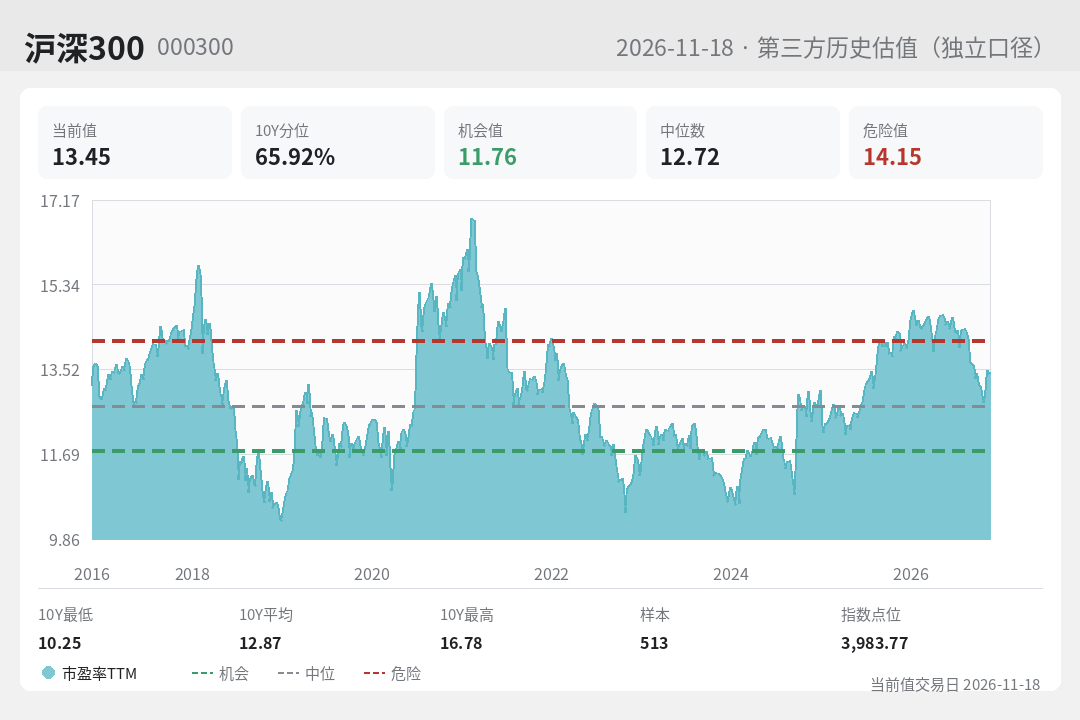 沪深300 000300 2026-11-18 · 第三方历史估值（独立口径）
当前值 10Y分位 机会值 中位数 危险值
13.45 65.92% 11.76 12.72 14.15
17.17
15.34
13.52
11.69
9.86
2016 2018 2020 2022 2024 2026
10Y最低 10Y平均 10Y最高 样本 指数点位
10.25 12.87 16.78 513 3,983.77
市盈率TTM 机会 中位 危险
当前值交易日 2026-11-18